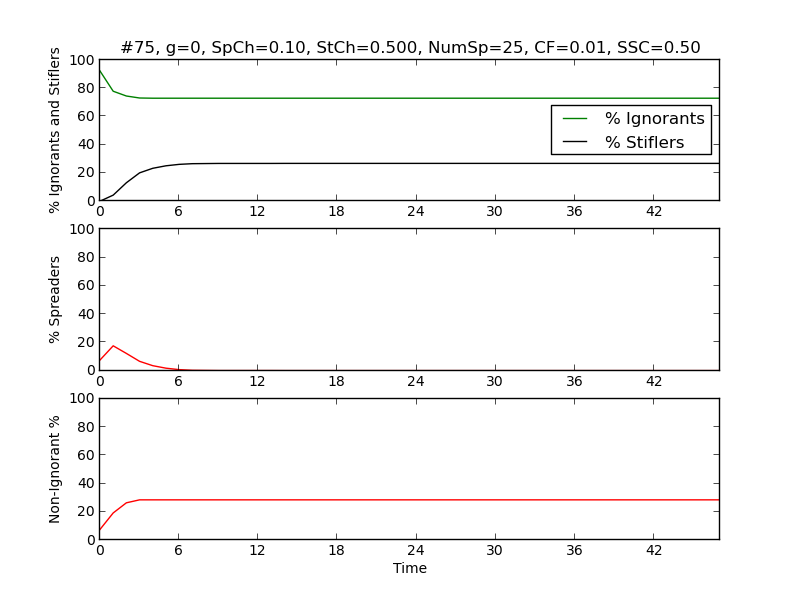 #75, g=0, SpCh=0.10, StCh=0.500, NumSp=25, CF=0.01, SSC=0.50
% Ignorants and Stiflers
100
80
60
40
20
0
% Ignorants
% Stiflers
0 6 12 18 24 30 36 42
% Spreaders
100
80
60
40
20
0
0 6 12 18 24 30 36 42
Non-Ignorant %
100
80
60
40
20
0
0 6 12 18 24 30 36 42
Time